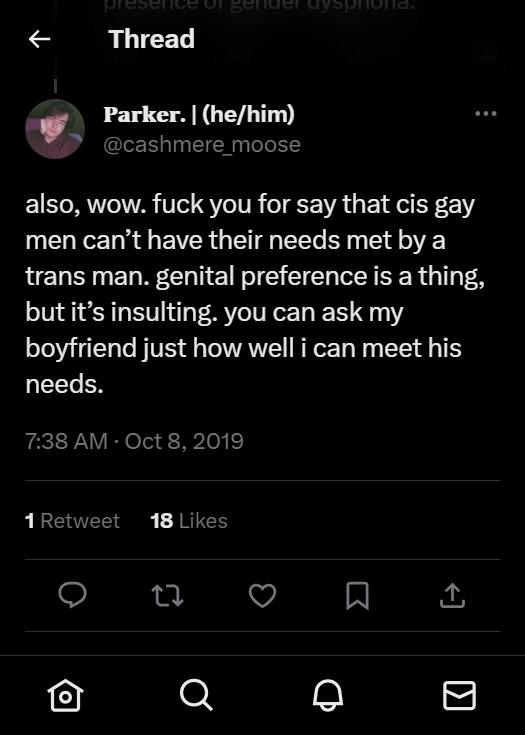 presence of gender dysphoria.
Thread
Parker. | (he/him)
@cashmere_moose
also, wow. fuck you for say that cis gay
men can’t have their needs met by a
trans man. genital preference is a thing,
but it’s insulting. you can ask my
boyfriend just how well i can meet his
needs.
7:38 AM · Oct 8, 2019
1 Retweet 18 Likes